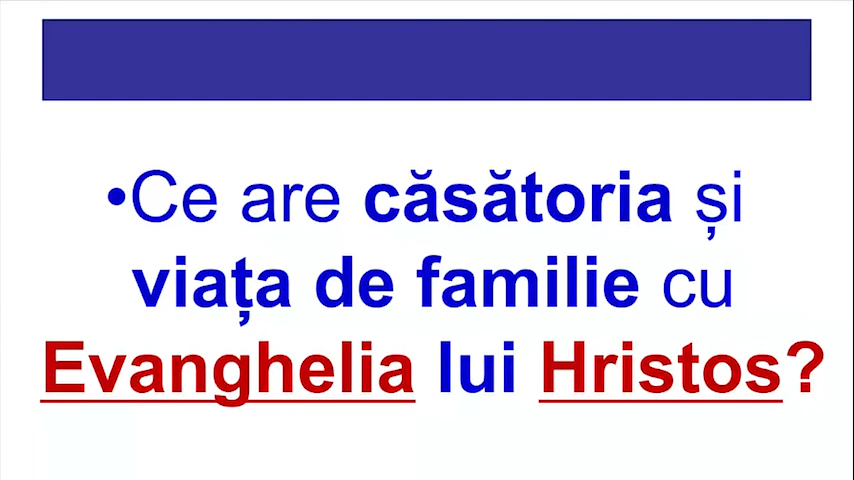 •Ce are căsătoria și
viața de familie cu
Evanghelia lui Hristos?